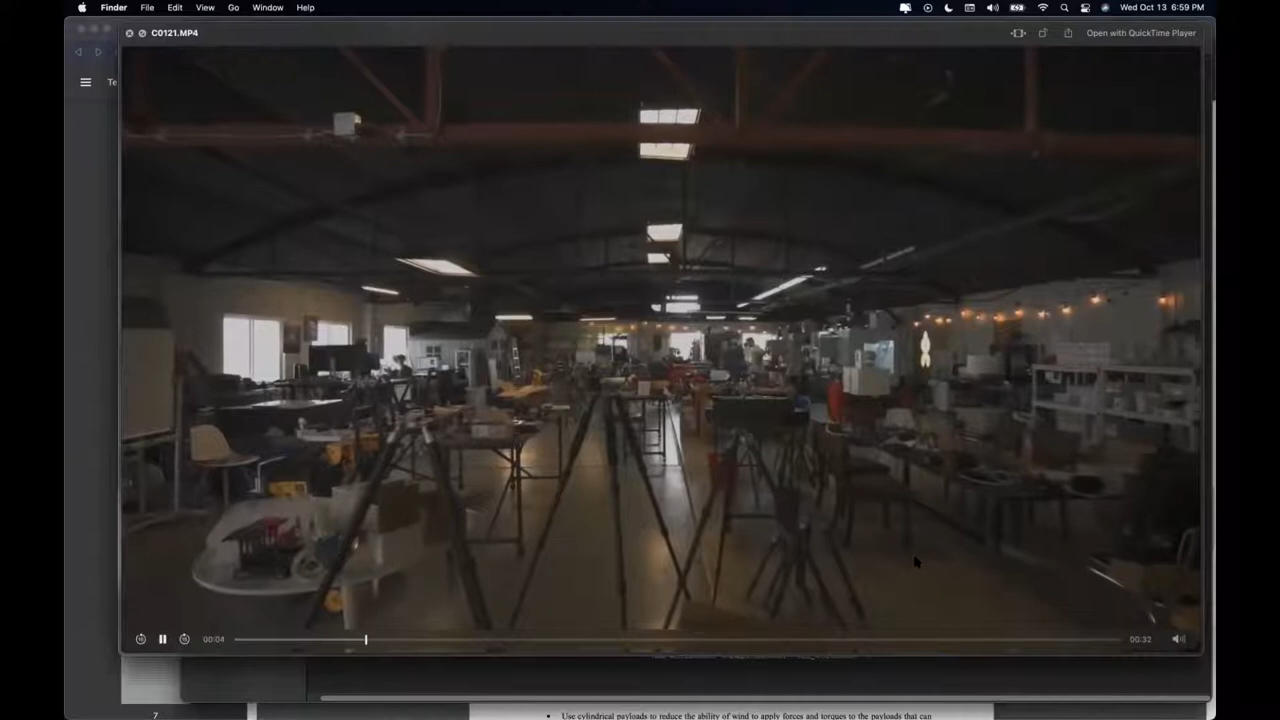 Finder File Edit View Go Window Help Wed Oct 13 6:59 PM
C0121.MP4 Open with QuickTime Player
Te
00:04 00:32
7
• Use cylindrical payloads to reduce the ability of wind to apply forces and torques to the payloads that can